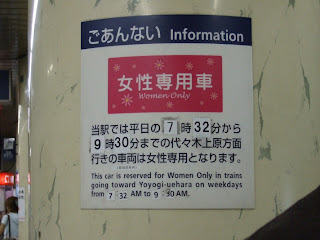 ごあんない Information
女性専用車
Women Only
当駅では平日の7時32分から
9時30分までの代々木上原方面
行きの車両は女性専用となります。
This car is reserved for Women Only in trains
going toward Yoyogi-uehara on weekdays
from 7:32 AM to 9:30 AM.